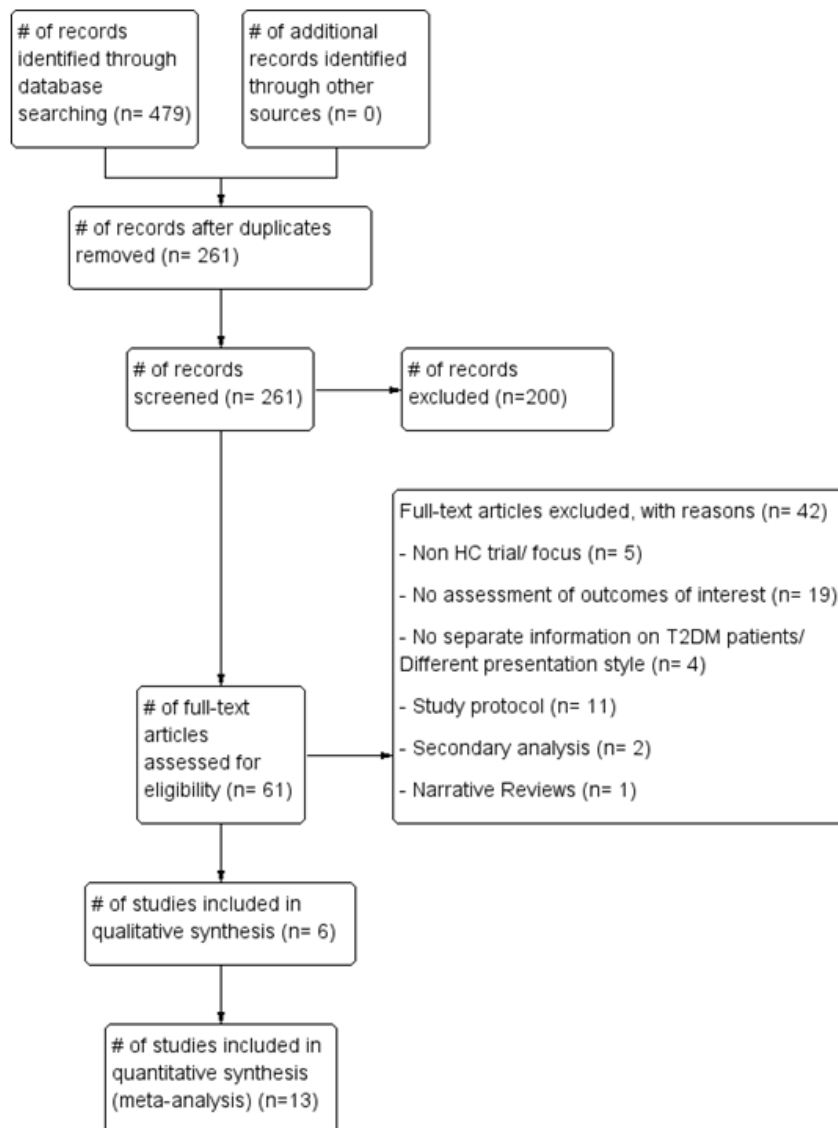 # of records
identified through
database
searching (n= 479)
# of additional
records identified
through other
sources (n= 0)
# of records after duplicates
removed (n= 261)
# of records
screened (n= 261)
# of records
excluded (n=200)
Full-text articles excluded, with reasons (n= 42)
- Non HC trial/ focus (n= 5)
- No assessment of outcomes of interest (n= 19)
- No separate information on T2DM patients/
Different presentation style (n= 4)
- Study protocol (n= 11)
- Secondary analysis (n= 2)
- Narrative Reviews (n= 1)
# of full-text
articles
assessed for
eligibility (n= 61)
# of studies included in
qualitative synthesis (n= 6)
# of studies included in
quantitative synthesis
(meta-analysis) (n=13)